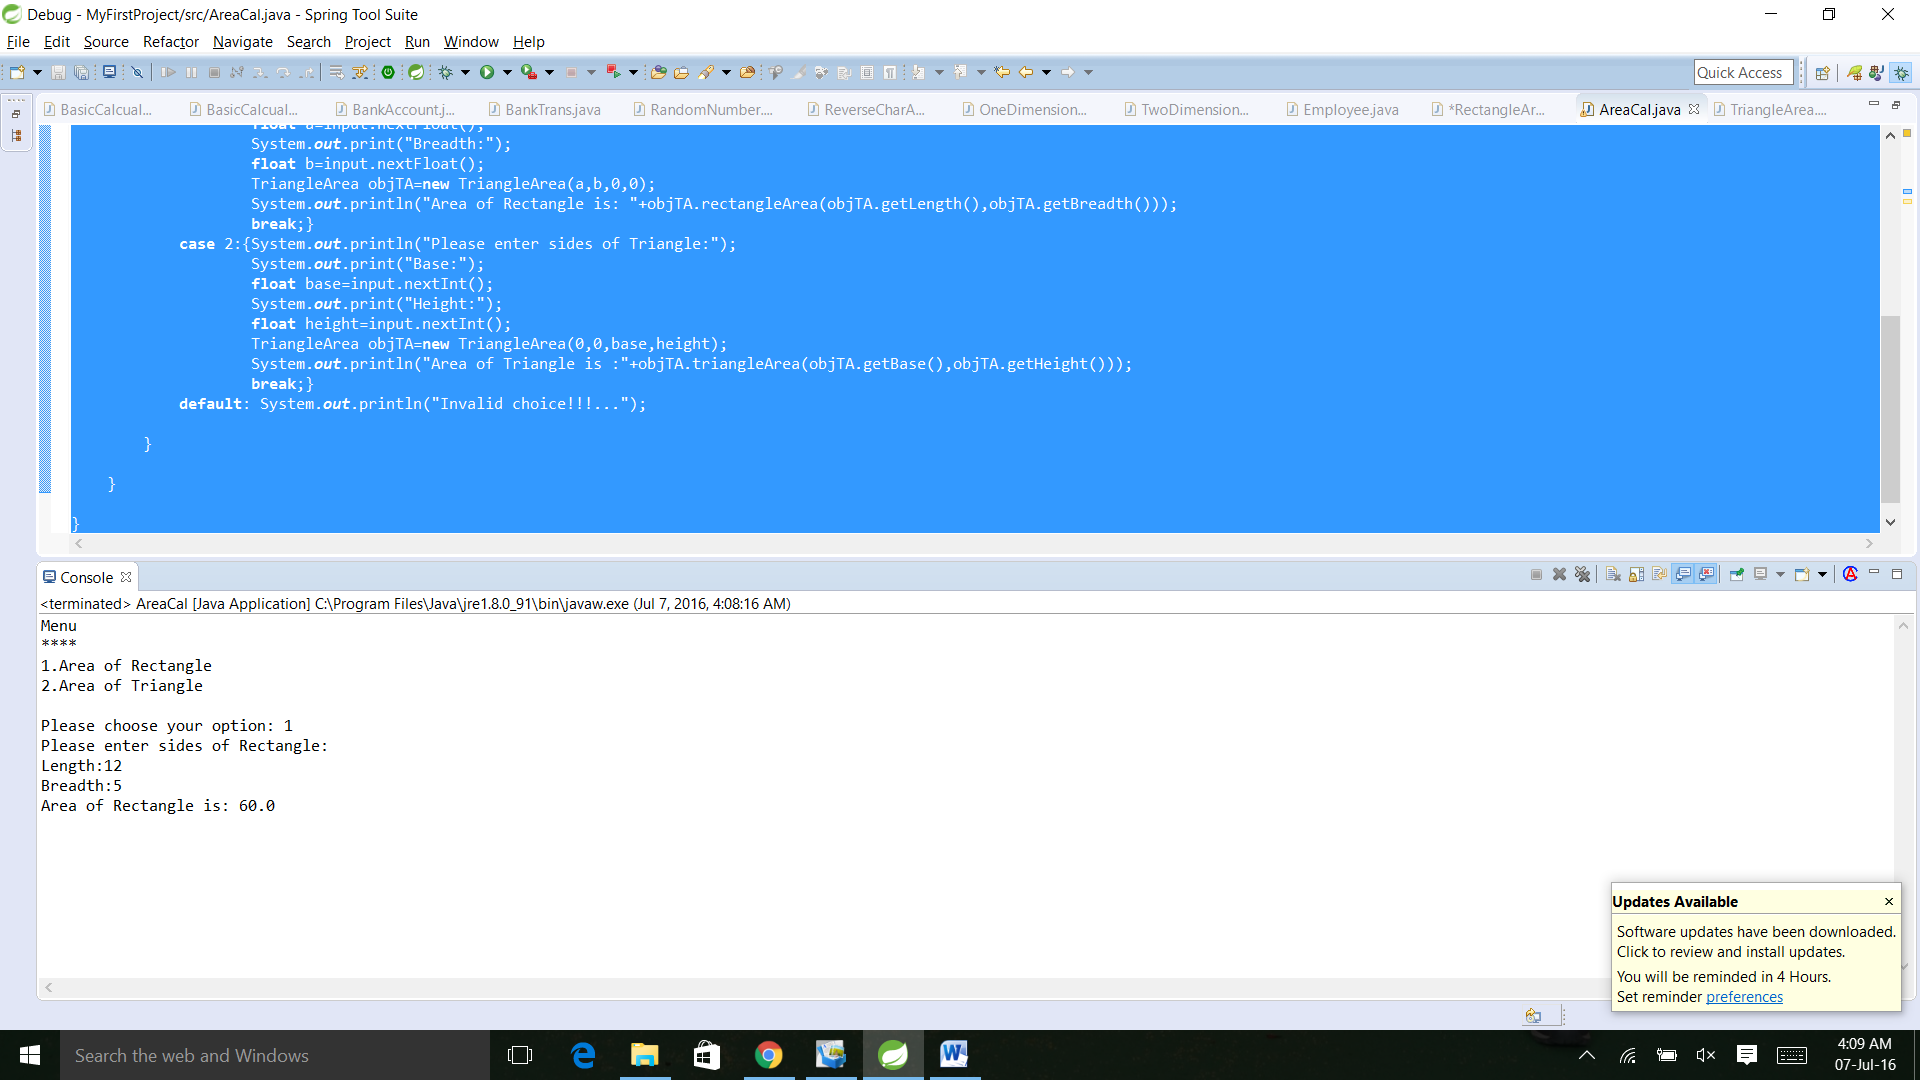 Debug - MyFirstProject/src/AreaCal.java - Spring Tool Suite
File Edit Source Refactor Navigate Search Project Run Window Help
Quick Access
BasicCalcual... BasicCalcual... BankAccount.j... BankTrans.java RandomNumber.... ReverseCharA... OneDimension... TwoDimension... Employee.java *RectangleAr... AreaCal.java TriangleArea....
float a=input.nextFloat();
System.out.print("Breadth:");
float b=input.nextFloat();
TriangleArea objTA=new TriangleArea(a,b,0,0);
System.out.println("Area of Rectangle is: "+objTA.rectangleArea(objTA.getLength(),objTA.getBreadth()));
break;}
case 2:{System.out.println("Please enter sides of Triangle:");
System.out.print("Base:");
float base=input.nextInt();
System.out.print("Height:");
float height=input.nextInt();
TriangleArea objTA=new TriangleArea(0,0,base,height);
System.out.println("Area of Triangle is :"+objTA.triangleArea(objTA.getBase(),objTA.getHeight()));
break;}
default: System.out.println("Invalid choice!!!...");
}
}
}
Console
<terminated> AreaCal [Java Application] C:\Program Files\Java\jre1.8.0_91\bin\javaw.exe (Jul 7, 2016, 4:08:16 AM)
Menu
****
1.Area of Rectangle
2.Area of Triangle
Please choose your option: 1
Please enter sides of Rectangle:
Length:12
Breadth:5
Area of Rectangle is: 60.0
Updates Available
Software updates have been downloaded.
Click to review and install updates.
You will be reminded in 4 Hours.
Set reminder preferences
Search the web and Windows
4:09 AM
07-Jul-16